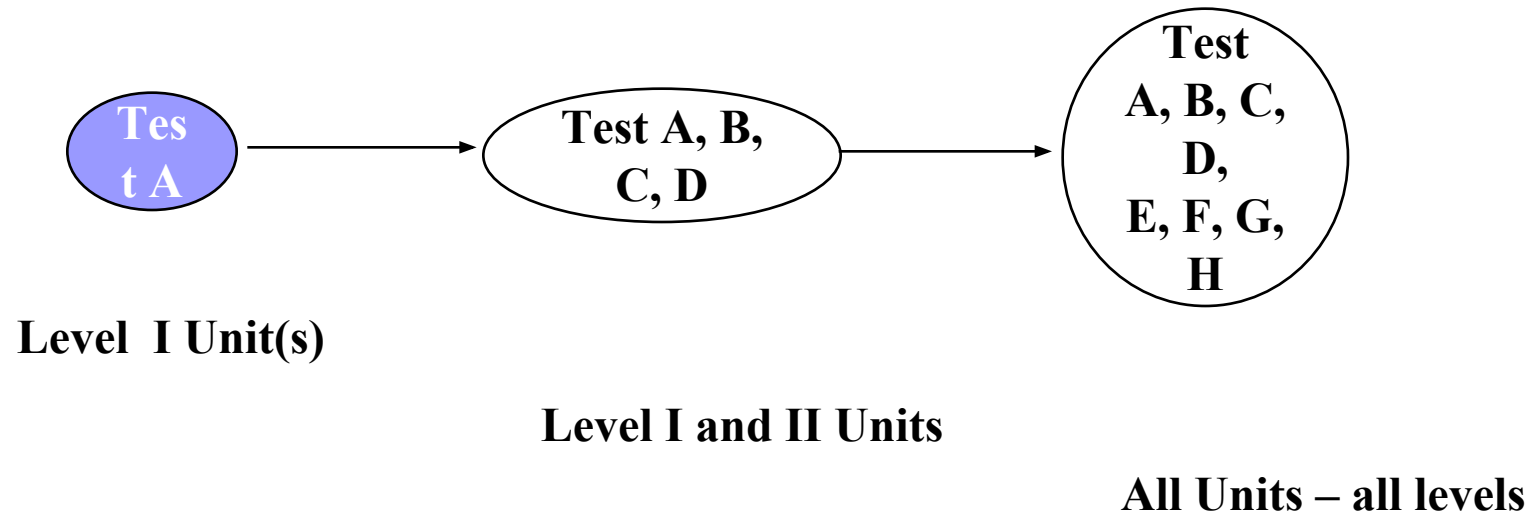 Tes
t A
Test A, B,
C, D
Test
A, B, C,
D,
E, F, G,
H
Level I Unit(s)
Level I and II Units
All Units – all levels